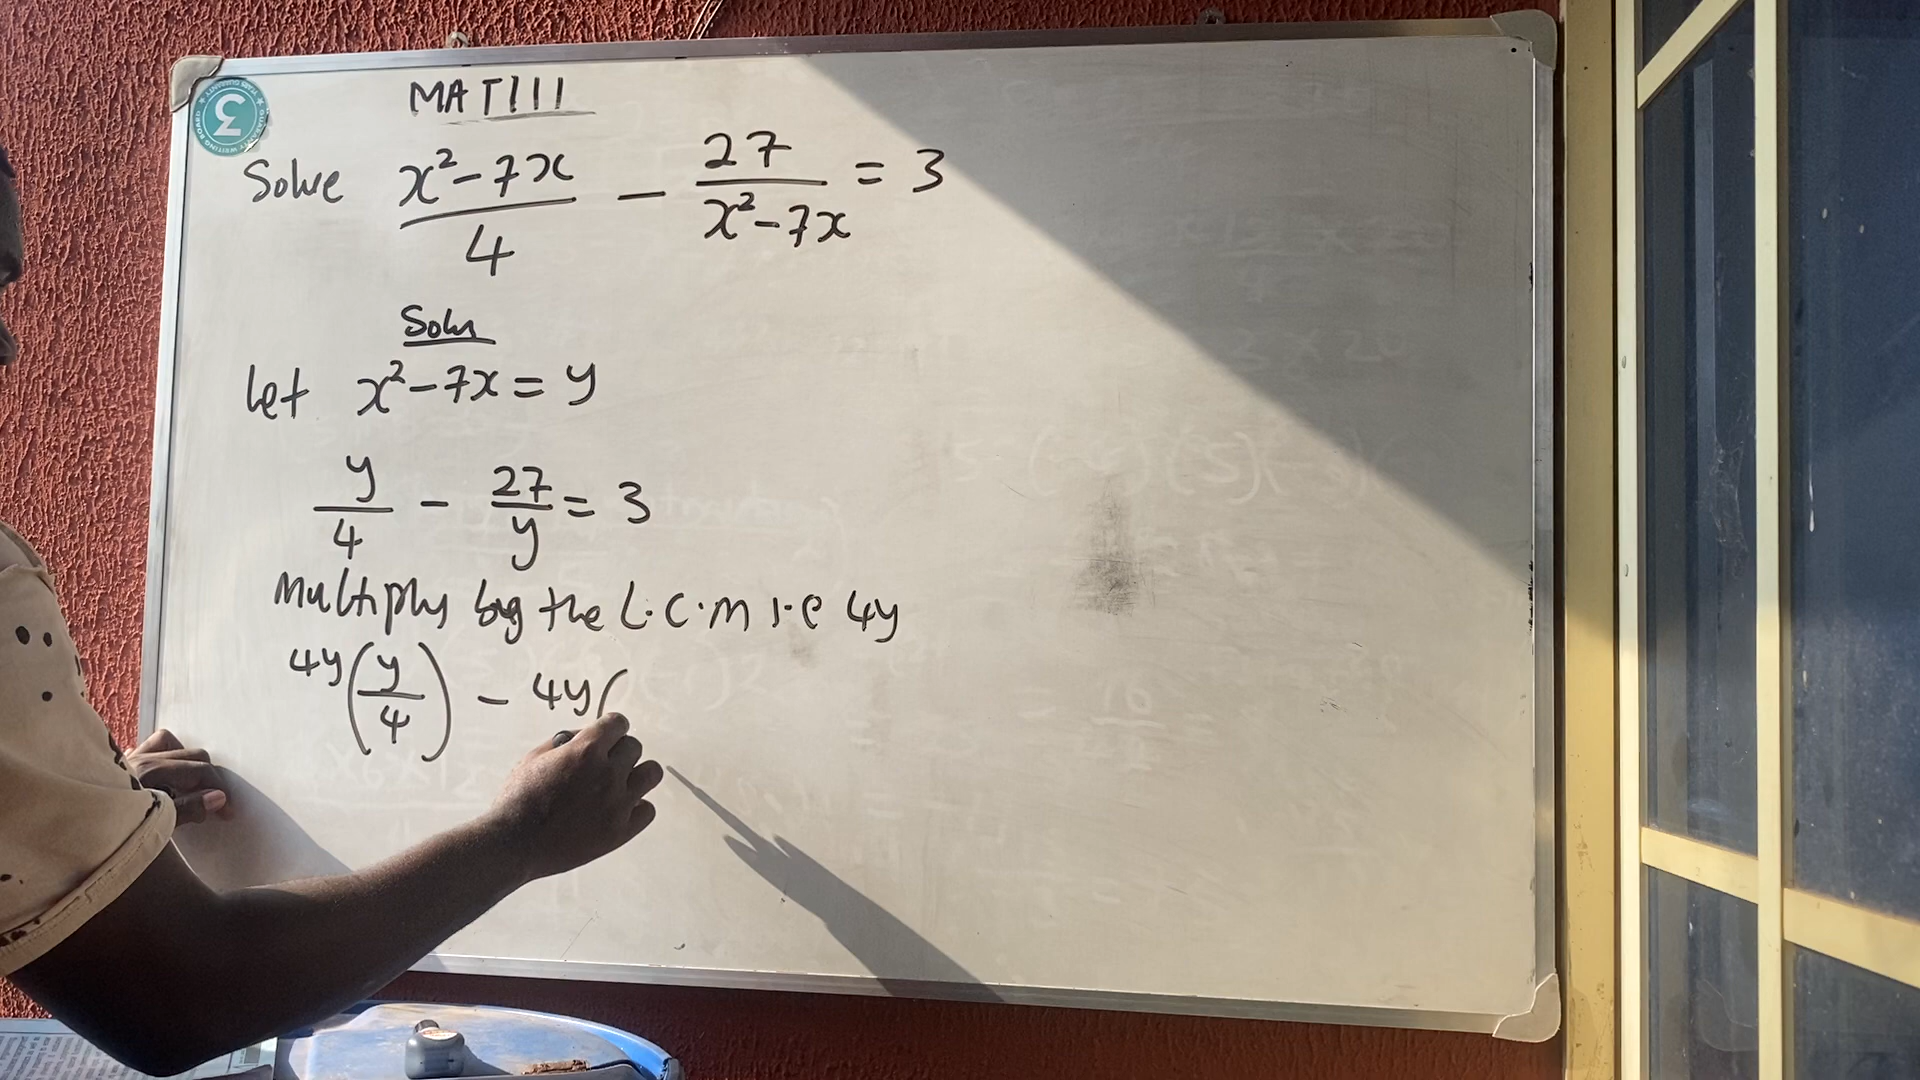 MAT111
Solve x²-7x/4 - 27/x²-7x = 3
Soln
Let x²-7x = y
y/4 - 27/y = 3
Multiply by the L.C.M i.e 4y
4y(y/4) - 4y(
3